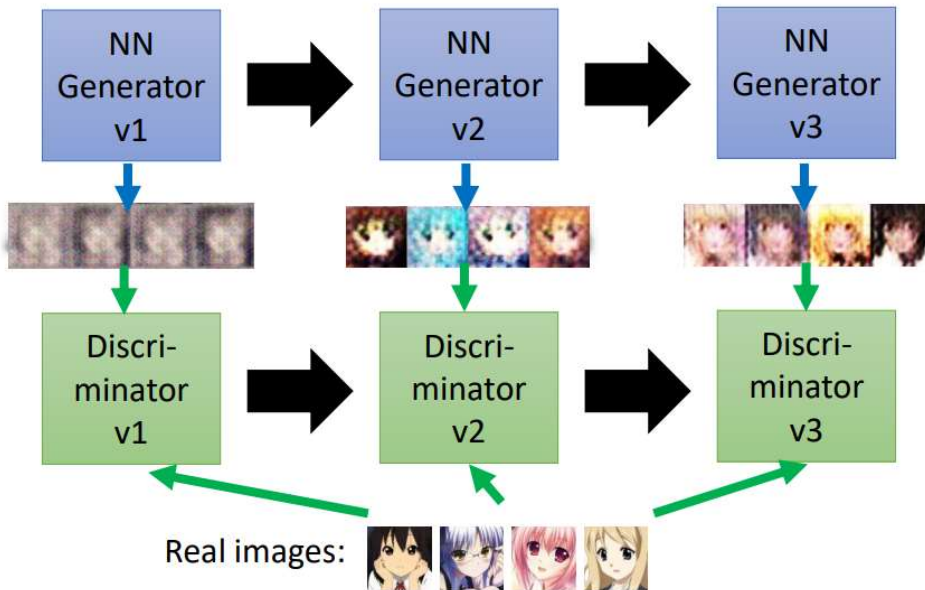 NN
Generator
v1
NN
Generator
v2
NN
Generator
v3
Discri-
minator
v1
Discri-
minator
v2
Discri-
minator
v3
Real images: